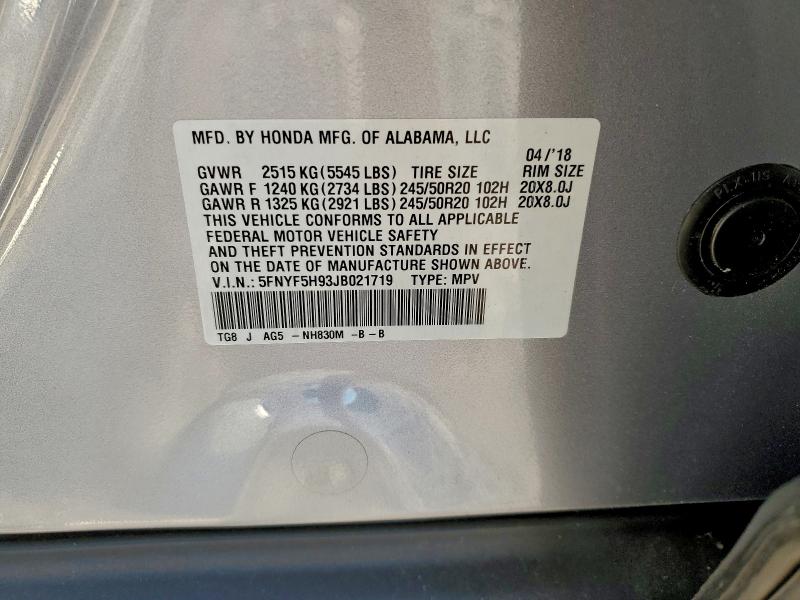 MFD. BY HONDA MFG. OF ALABAMA, LLC
04/'18
GVWR 2515 KG(5545 LBS) TIRE SIZE RIM SIZE
GAWR F 1240 KG(2734 LBS) 245/50R20 102H 20X8.0J
GAWR R 1325 KG(2921 LBS) 245/50R20 102H 20X8.0J
THIS VEHICLE CONFORMS TO ALL APPLICABLE
FEDERAL MOTOR VEHICLE SAFETY
AND THEFT PREVENTION STANDARDS IN EFFECT
ON THE DATE OF MANUFACTURE SHOWN ABOVE.
V.I.N.: 5FNYF5H93JB021719 TYPE: MPV
TG8 J AG5 -NH830M -B-B